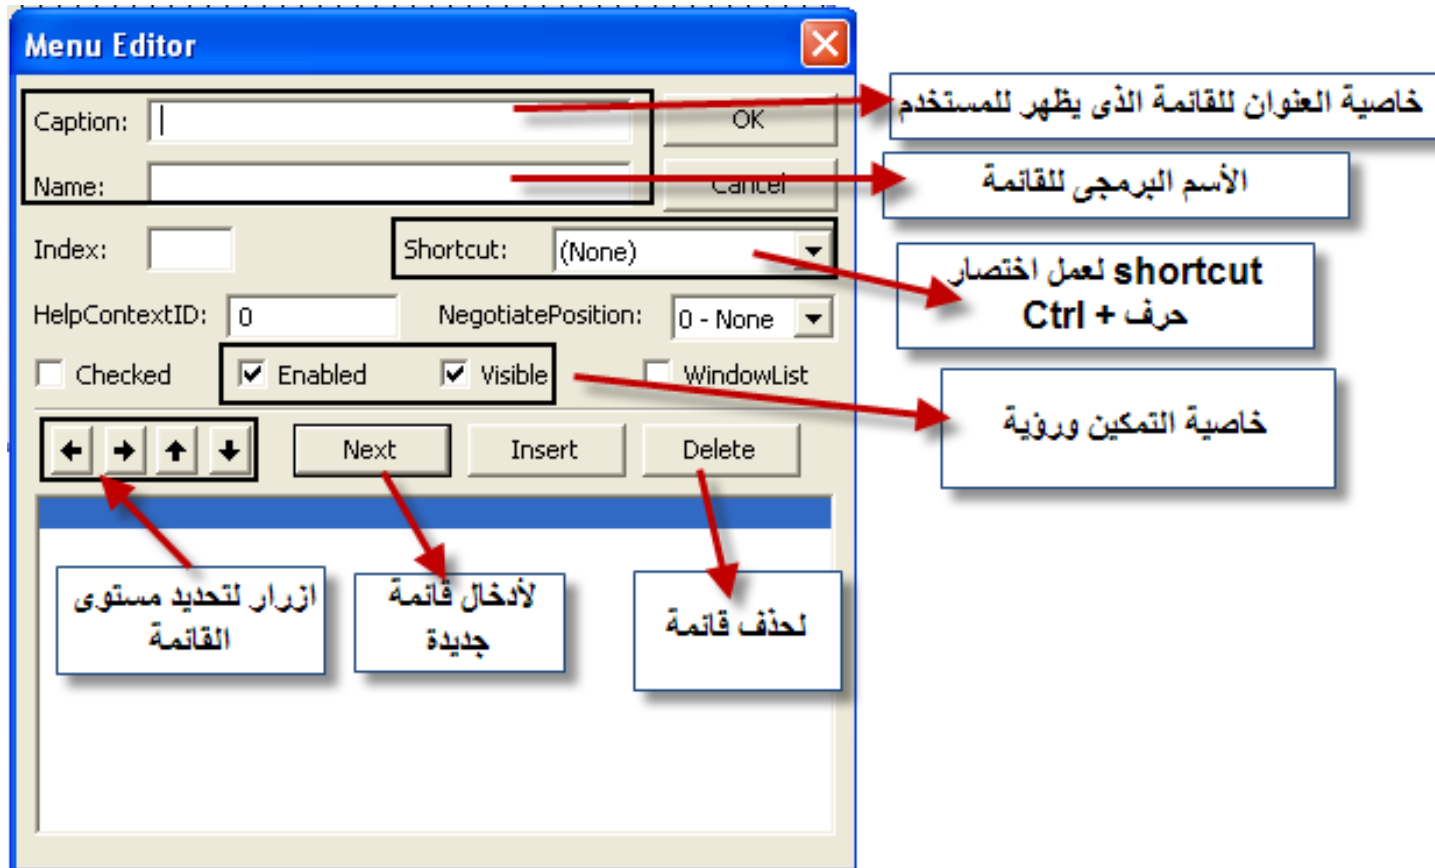 Menu Editor
Caption:
OK
خاصية العنوان للقائمة الذى يظهر للمستخدم
Name:
Cancel
الأسم البرمجى للقائمة
Index:
Shortcut: (None)
shortcut لعمل اختصار
Ctrl + حرف
HelpContextID: 0
NegotiatePosition: 0 - None
Checked
Enabled
Visible
WindowList
خاصية التمكين ورؤية
Next
Insert
Delete
ازرار لتحديد مستوى
القائمة
لأدخال قائمة
جديدة
لحذف قائمة